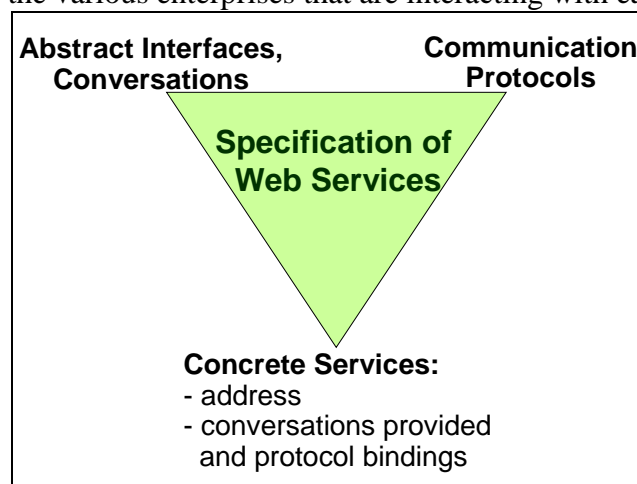 the various enterprises that are interacting with ea
Abstract Interfaces,
Conversations
Communication
Protocols
Specification of
Web Services
Concrete Services:
- address
- conversations provided
and protocol bindings